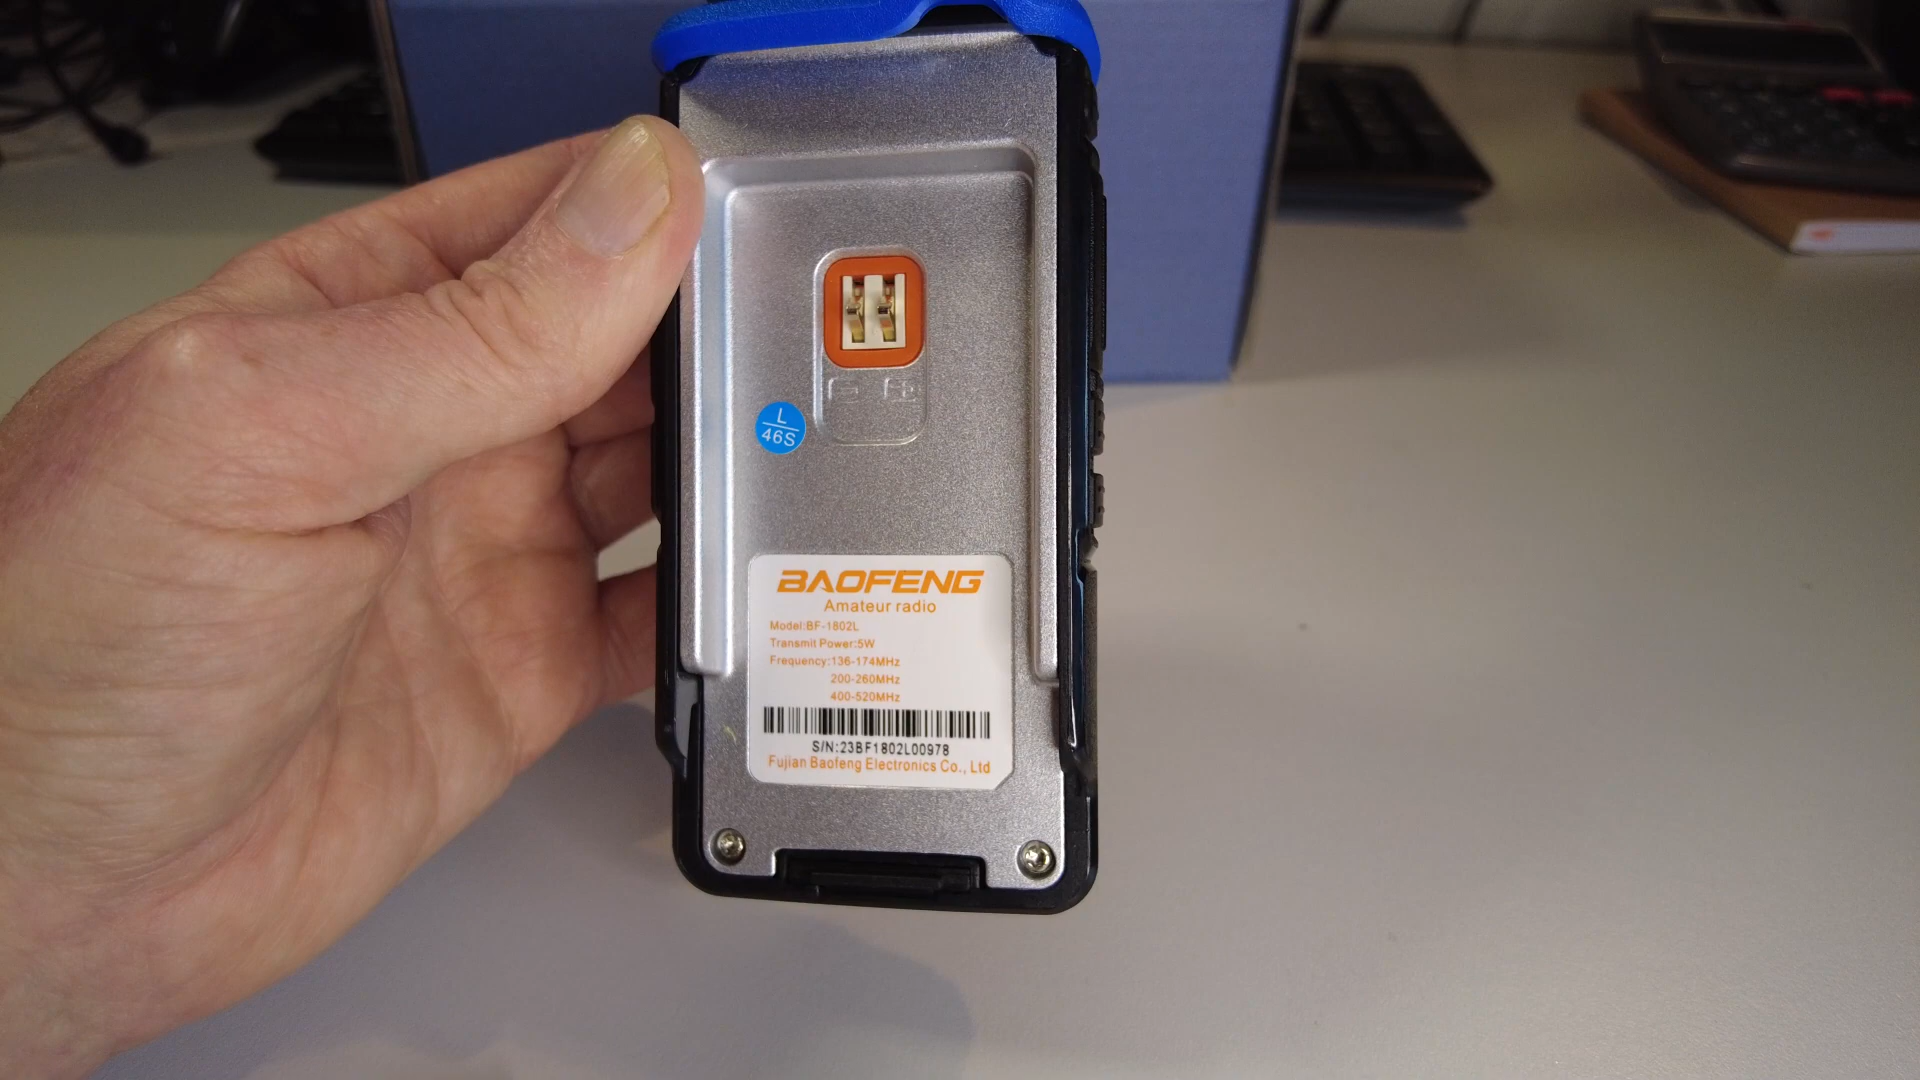 L
46S
BAOFENG
Amateur radio
Model:BF-1802L
Transmit Power:5W
Frequency:136-174MHz
200-260MHz
400-520MHz
S/N:23BF1802L00978
Fujian Baofeng Electronics Co., Ltd